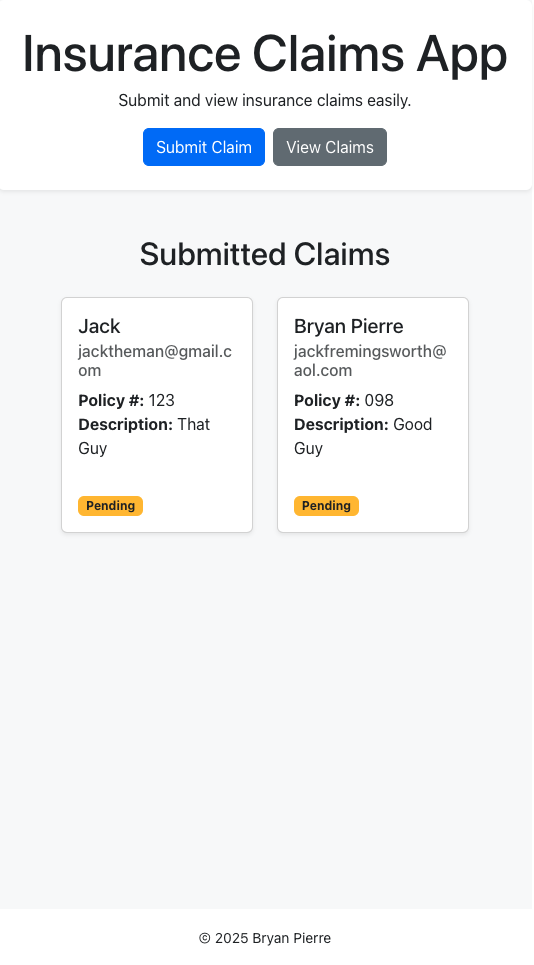 Insurance Claims App
Submit and view insurance claims easily.
Submit Claim
View Claims
Submitted Claims
Jack
jacktheman@gmail.c
om
Policy #: 123
Description: That
Guy
Pending
Bryan Pierre
jackfremingsworth@
aol.com
Policy #: 098
Description: Good
Guy
Pending
© 2025 Bryan Pierre